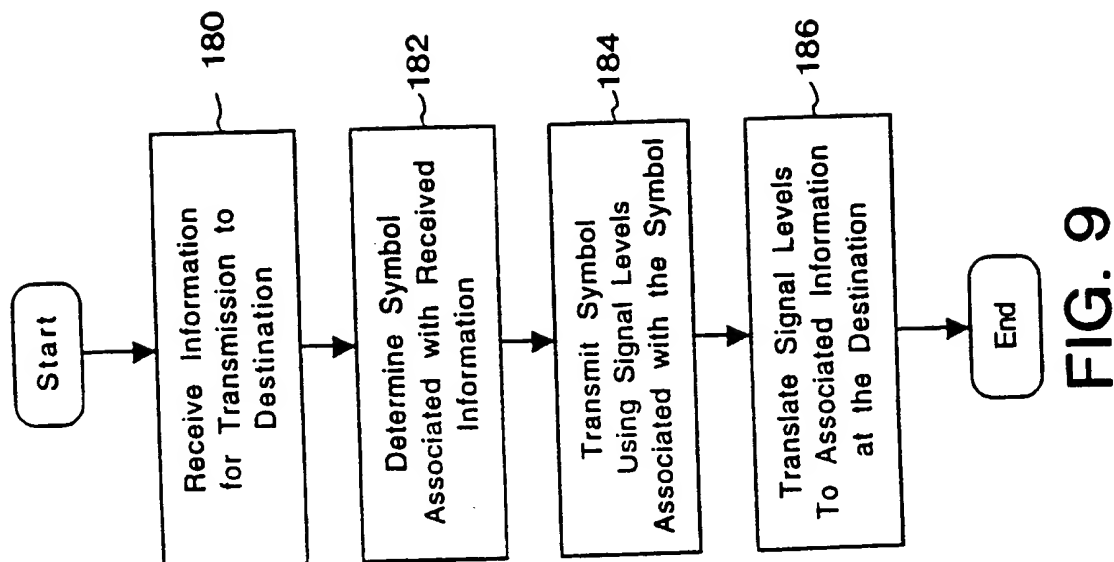 Start
180
Receive Information
for Transmission to
Destination
182
Determine Symbol
Associated with Received
Information
184
Transmit Symbol
Using Signal Levels
Associated with the Symbol
186
Translate Signal Levels
To Associated Information
at the Destination
End
FIG. 9